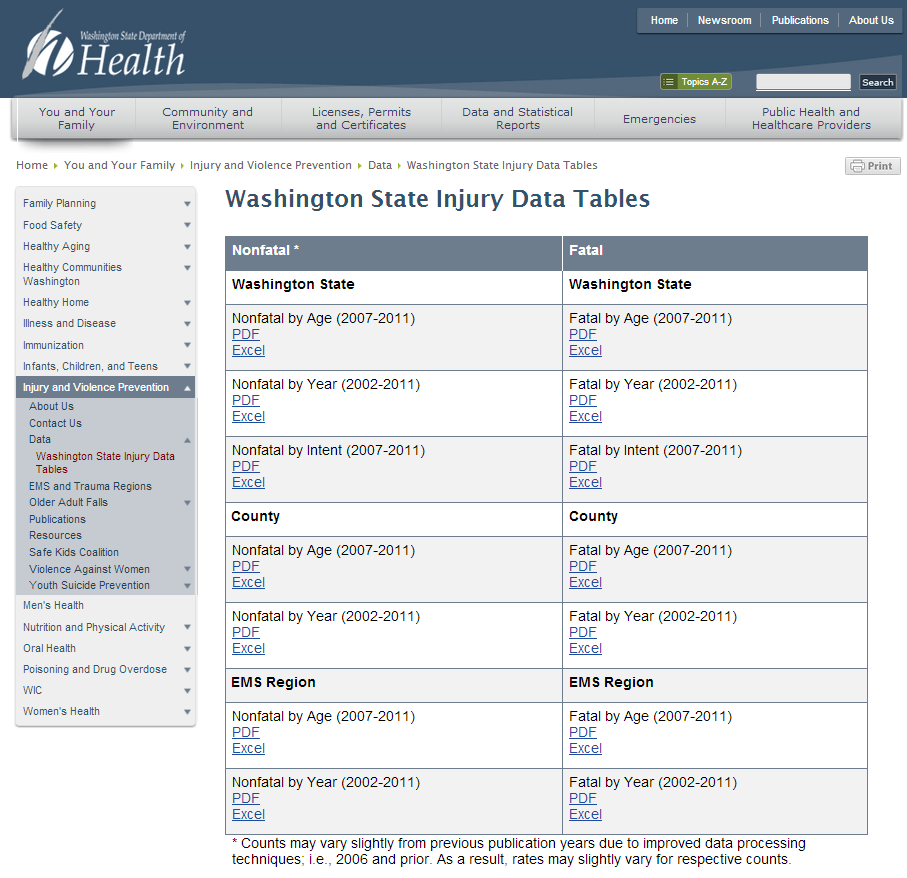 Washington State Department of
Health
Home Newsroom Publications About Us
Topics A-Z
Search
You and Your Family
Community and Environment
Licenses, Permits and Certificates
Data and Statistical Reports
Emergencies
Public Health and Healthcare Providers
Home You and Your Family Injury and Violence Prevention Data Washington State Injury Data Tables
Print
Family Planning
Food Safety
Healthy Aging
Healthy Communities
Washington
Healthy Home
Illness and Disease
Immunization
Infants, Children, and Teens
Injury and Violence Prevention
About Us
Contact Us
Data
Washington State Injury Data
Tables
EMS and Trauma Regions
Older Adult Falls
Publications
Resources
Safe Kids Coalition
Violence Against Women
Youth Suicide Prevention
Men's Health
Nutrition and Physical Activity
Oral Health
Poisoning and Drug Overdose
WIC
Women's Health
Washington State Injury Data Tables
Nonfatal * Fatal
Washington State Washington State
Nonfatal by Age (2007-2011) Fatal by Age (2007-2011)
PDF PDF
Excel Excel
Nonfatal by Year (2002-2011) Fatal by Year (2002-2011)
PDF PDF
Excel Excel
Nonfatal by Intent (2007-2011) Fatal by Intent (2007-2011)
PDF PDF
Excel Excel
County County
Nonfatal by Age (2007-2011) Fatal by Age (2007-2011)
PDF PDF
Excel Excel
Nonfatal by Year (2002-2011) Fatal by Year (2002-2011)
PDF PDF
Excel Excel
EMS Region EMS Region
Nonfatal by Age (2007-2011) Fatal by Age (2007-2011)
PDF PDF
Excel Excel
Nonfatal by Year (2002-2011) Fatal by Year (2002-2011)
PDF PDF
Excel Excel
* Counts may vary slightly from previous publication years due to improved data processing
techniques; i.e., 2006 and prior. As a result, rates may slightly vary for respective counts.